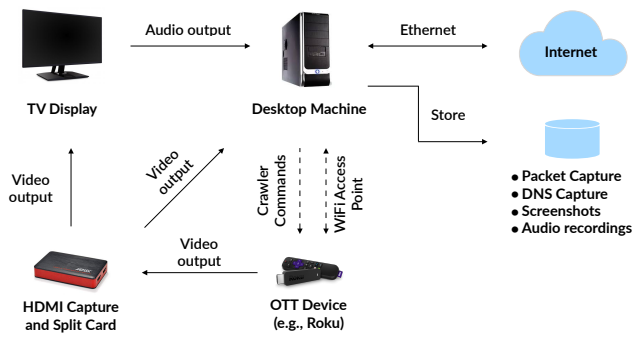 Audio output
Ethernet
Internet
TV Display
Desktop Machine
Store
Video
output
Video
output
Crawler
Commands
WiFi Access
Point
• Packet Capture
• DNS Capture
• Screenshots
• Audio recordings
Video
output
HDMI Capture
and Split Card
OTT Device
(e.g., Roku)